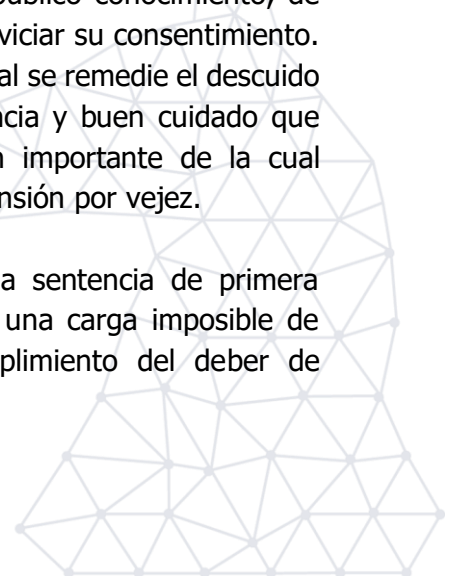 público conocimiento, de
viciar su consentimiento.
al se remedie el descuido
ncia y buen cuidado que
importante de la cual
nsión por vejez.
a sentencia de primera
una carga imposible de
plimiento del deber de